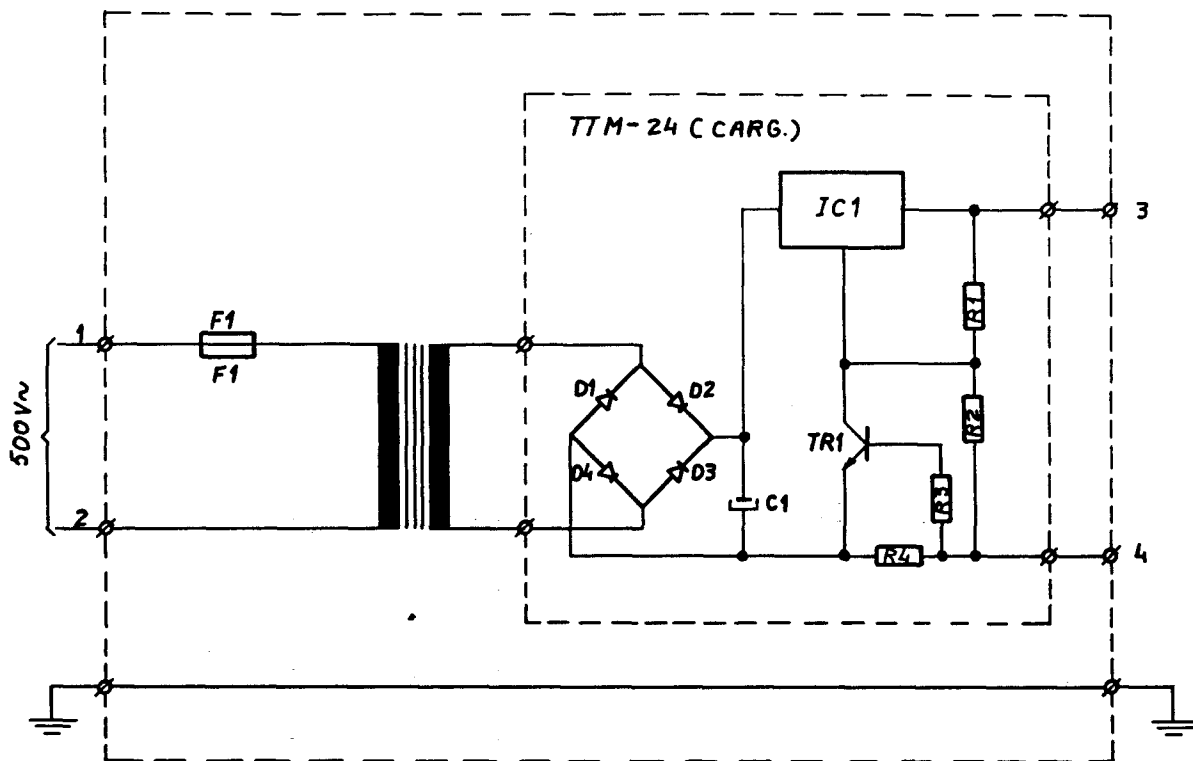 TTM-24 (CARG.)
IC1
3
R1
F1
1
F1
D1
D2
R2
500V~
TR1
D4
D3
R3
C1
2
R4
4